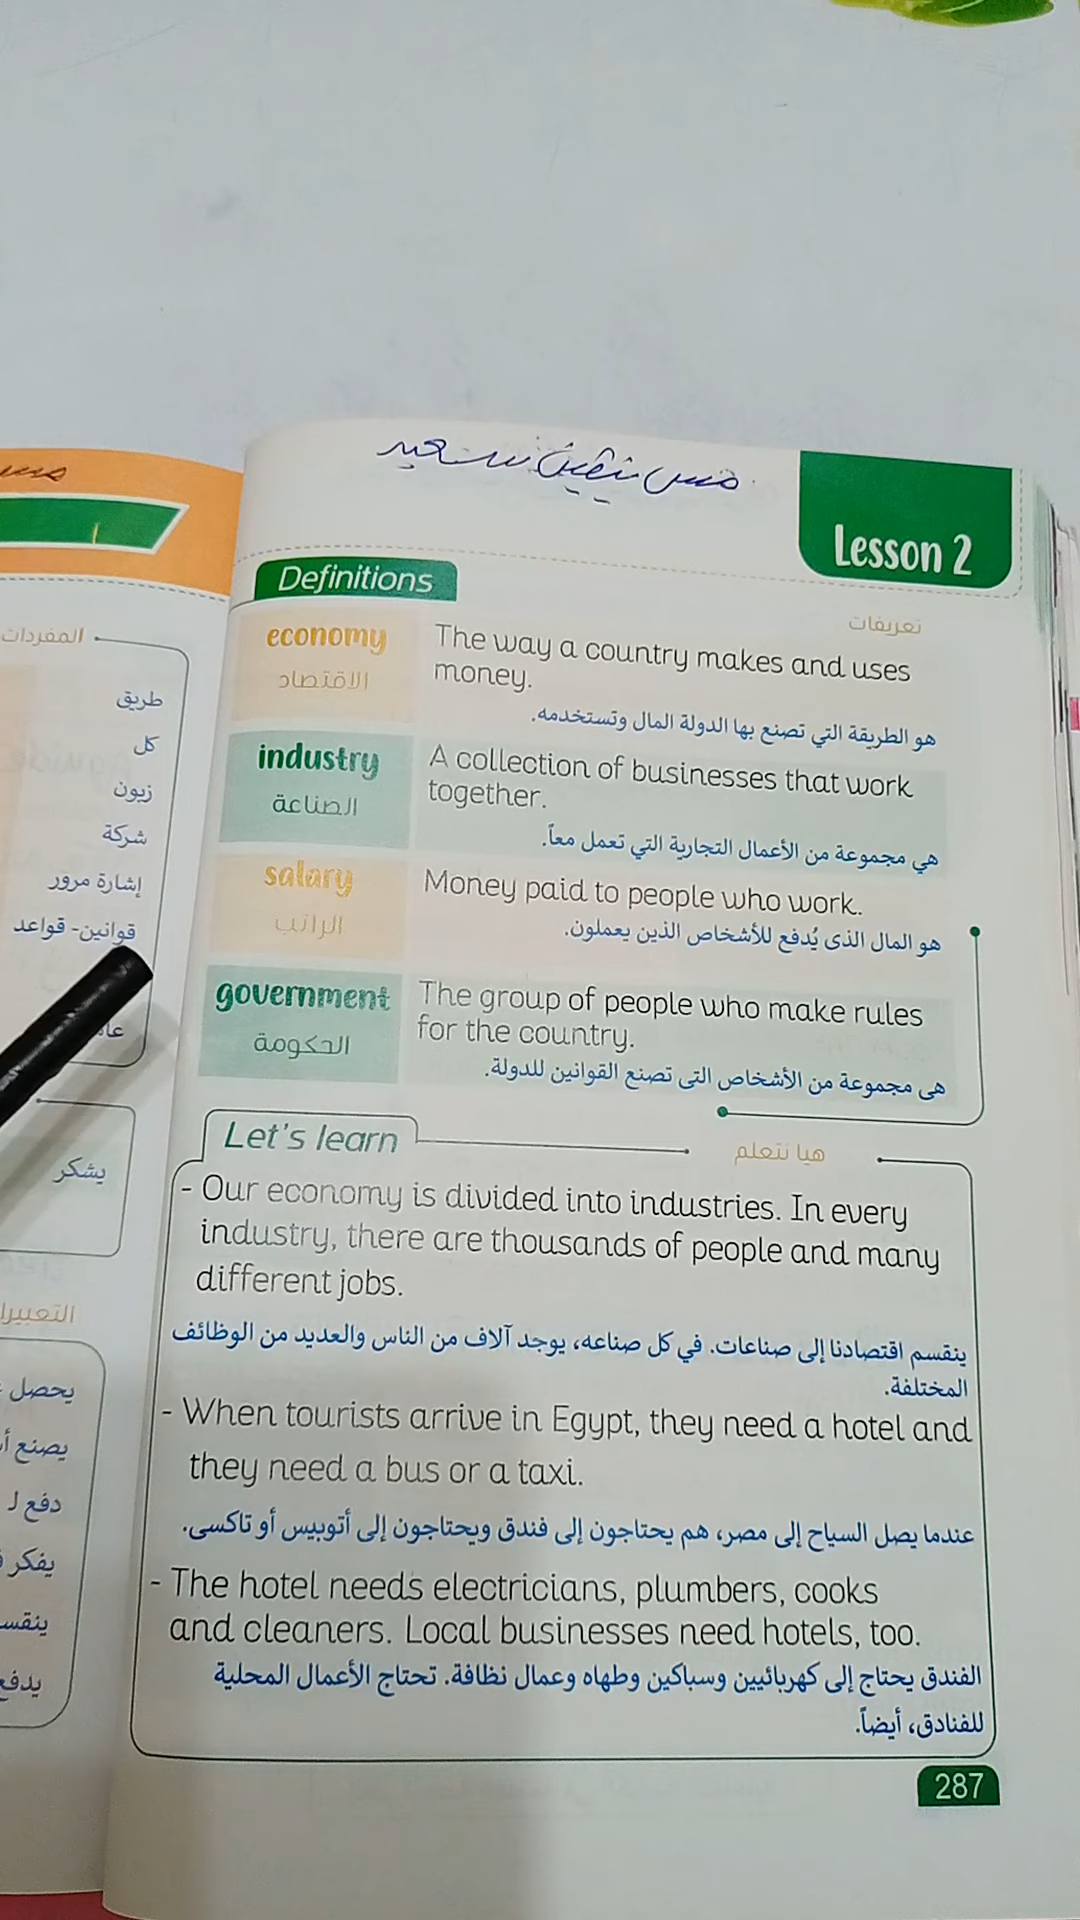 مس يقين سعيد
Lesson 2
Definitions
تعريفات
economy
الاقتصاد
The way a country makes and uses
money.
هو الطريقة التي تصنع بها الدولة المال وتستخدمه.
industry
الصناعة
A collection of businesses that work
together.
هي مجموعة من الأعمال التجارية التي تعمل معاً.
salary
الراتب
Money paid to people who work.
هو المال الذى يُدفع للأشخاص الذين يعملون.
government
الحكومة
The group of people who make rules
for the country.
هى مجموعة من الأشخاص التى تصنع القوانين للدولة.
Let's learn
هيا نتعلم
- Our economy is divided into industries. In every
industry, there are thousands of people and many
different jobs.
ينقسم اقتصادنا إلى صناعات. في كل صناعه، يوجد آلاف من الناس والعديد من الوظائف
المختلفة.
- When tourists arrive in Egypt, they need a hotel and
they need a bus or a taxi.
عندما يصل السياح إلى مصر، هم يحتاجون إلى فندق ويحتاجون إلى أتوبيس أو تاكسى.
- The hotel needs electricians, plumbers, cooks
and cleaners. Local businesses need hotels, too.
الفندق يحتاج إلى كهربائيين وسباكين وطهاه وعمال نظافة. تحتاج الأعمال المحلية
للفنادق، أيضاً.
287
المفردات
طريق
كل
زبون
شركة
إشارة مرور
قوانين- قواعد
يشكر
يحصل
يصنع
دفع لـ
يفكر